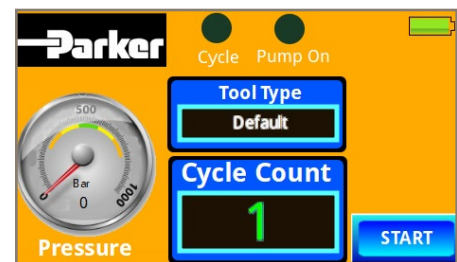 Parker
Cycle Pump On
Tool Type
Default
500
Bar
0
0
1000
Cycle Count
1
Pressure
START